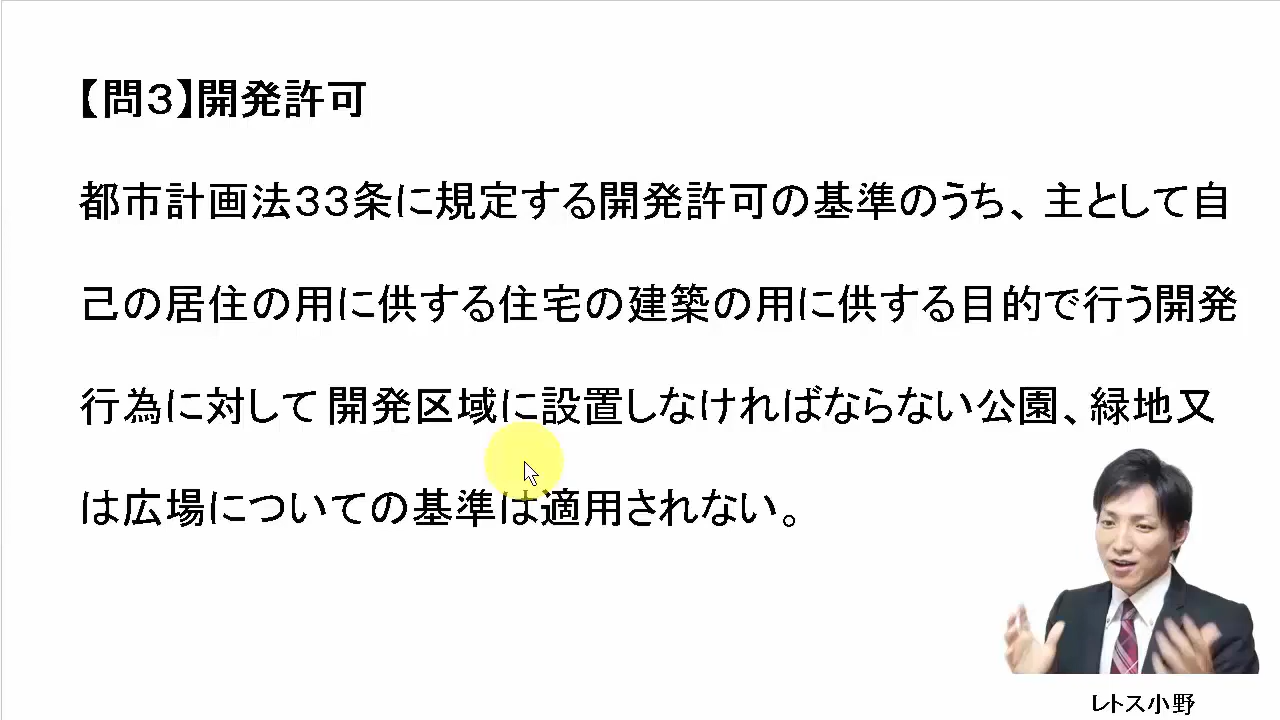 【問３】開発許可
都市計画法３３条に規定する開発許可の基準のうち、主として自
己の居住の用に供する住宅の建築の用に供する目的で行う開発
行為に対して開発区域に設置しなければならない公園、緑地又
は広場についての基準は適用されない。
レトス小野